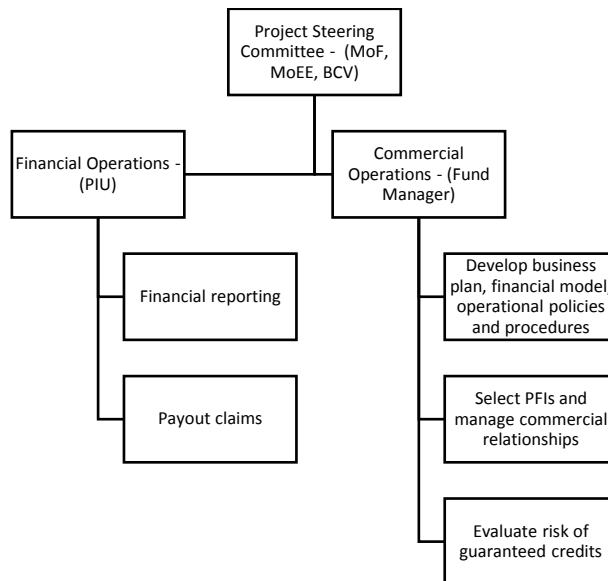 Project Steering
Committee - (MoF,
MoEE, BCV)
Financial Operations -
(PIU)
Commercial
Operations - (Fund
Manager)
Financial reporting
Payout claims
Develop business
plan, financial model,
operational policies
and procedures
Select PFIs and
manage commercial
relationships
Evaluate risk of
guaranteed credits